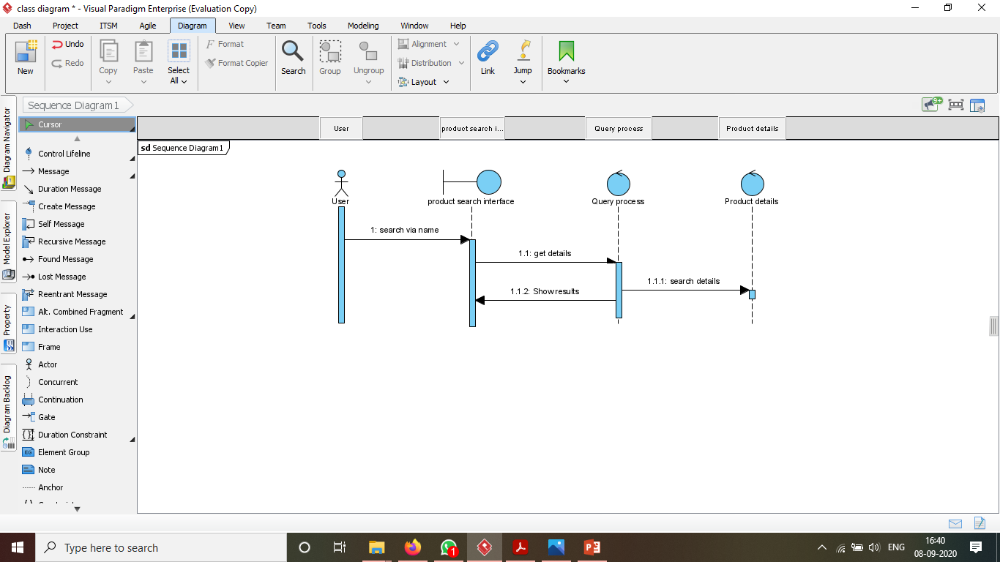 class diagram * - Visual Paradigm Enterprise (Evaluation Copy)
Dash Project ITSM Agile Diagram View Team Tools Modeling Window Help
New
Undo
Redo
Copy
Paste
Select
All
Format
Format Copier
Search
Group
Ungroup
Alignment
Distribution
Layout
Link
Jump
Bookmarks
Sequence Diagram1
9+
Diagram Navigator
Model Explorer
Property
Diagram Backlog
Cursor
Control Lifeline
Message
Duration Message
Create Message
Self Message
Recursive Message
Found Message
Lost Message
Reentrant Message
Alt. Combined Fragment
Interaction Use
Frame
Actor
Concurrent
Continuation
Gate
Duration Constraint
EG Element Group
Note
Anchor
User product search i... Query process Product details
sd Sequence Diagram1
User product search interface Query process Product details
1: search via name
1.1: get details
1.1.1: search details
1.1.2: Show results
Type here to search
1
ENG
16:40
08-09-2020